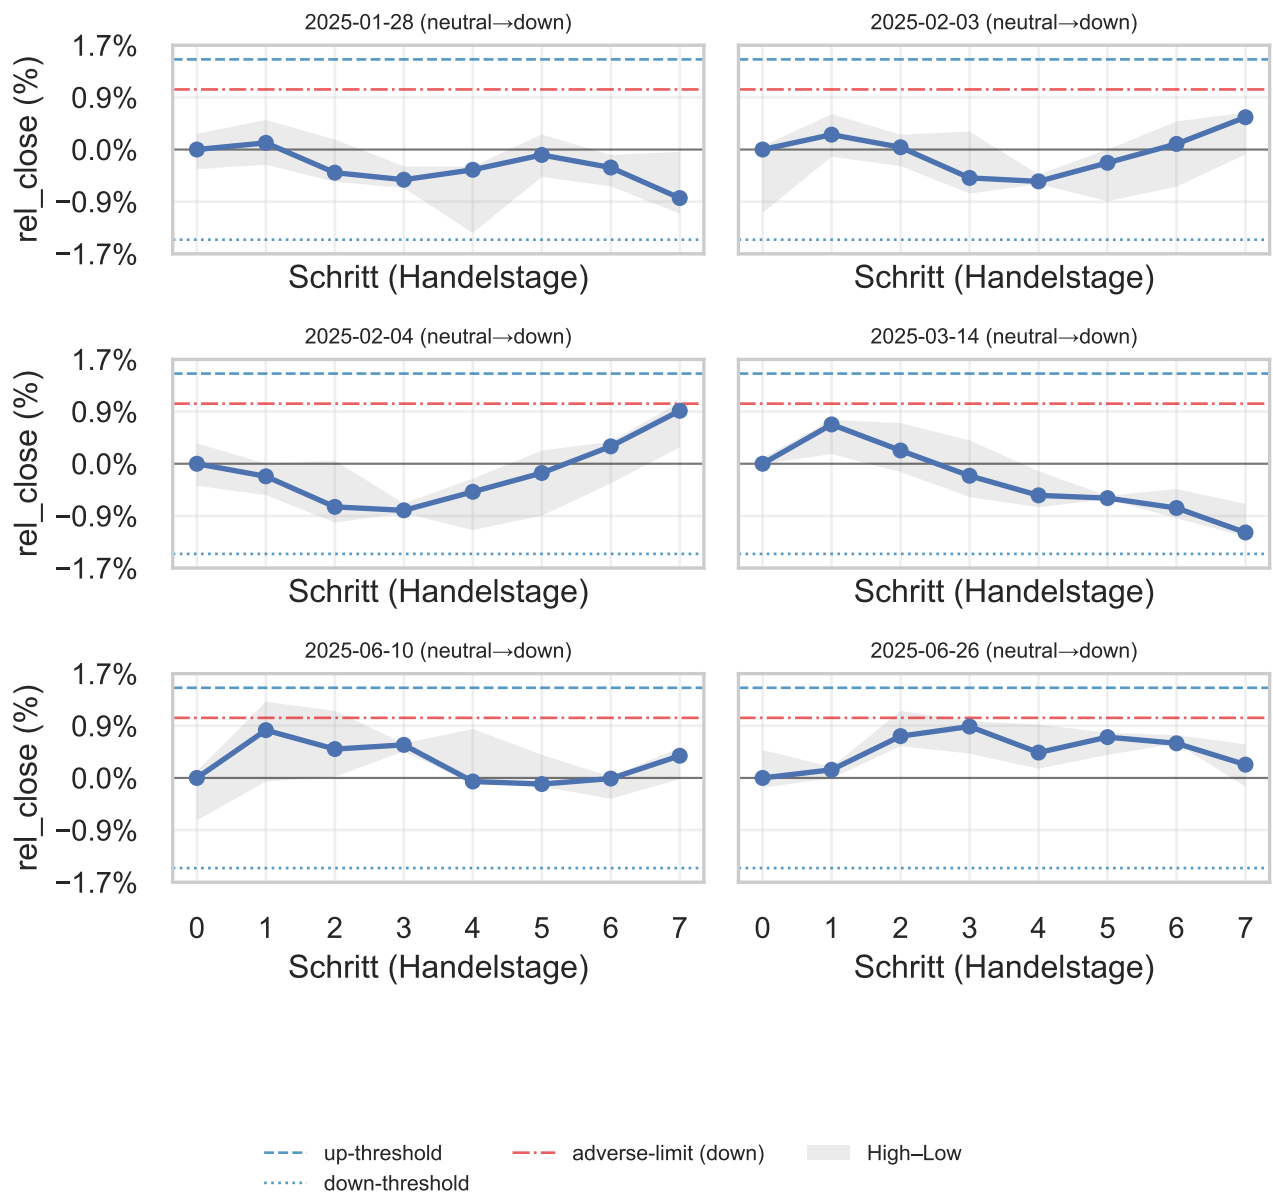 2025-01-28 (neutral→down)
2025-02-03 (neutral→down)
1.7%
0.9%
0.0%
−0.9%
−1.7%
rel_close (%)
Schritt (Handelstage)
Schritt (Handelstage)
2025-02-04 (neutral→down)
2025-03-14 (neutral→down)
1.7%
0.9%
0.0%
−0.9%
−1.7%
rel_close (%)
Schritt (Handelstage)
Schritt (Handelstage)
2025-06-10 (neutral→down)
2025-06-26 (neutral→down)
1.7%
0.9%
0.0%
−0.9%
−1.7%
rel_close (%)
0 1 2 3 4 5 6 7
0 1 2 3 4 5 6 7
Schritt (Handelstage)
Schritt (Handelstage)
up-threshold
down-threshold
adverse-limit (down)
High–Low